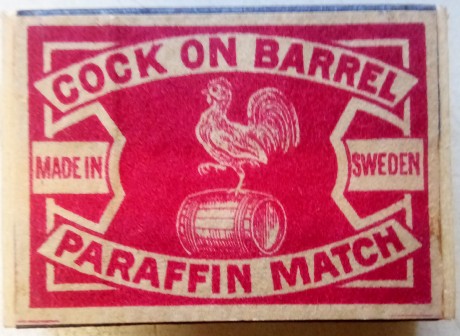 COCK ON BARREL
MADE IN
SWEDEN
PARAFFIN MATCH